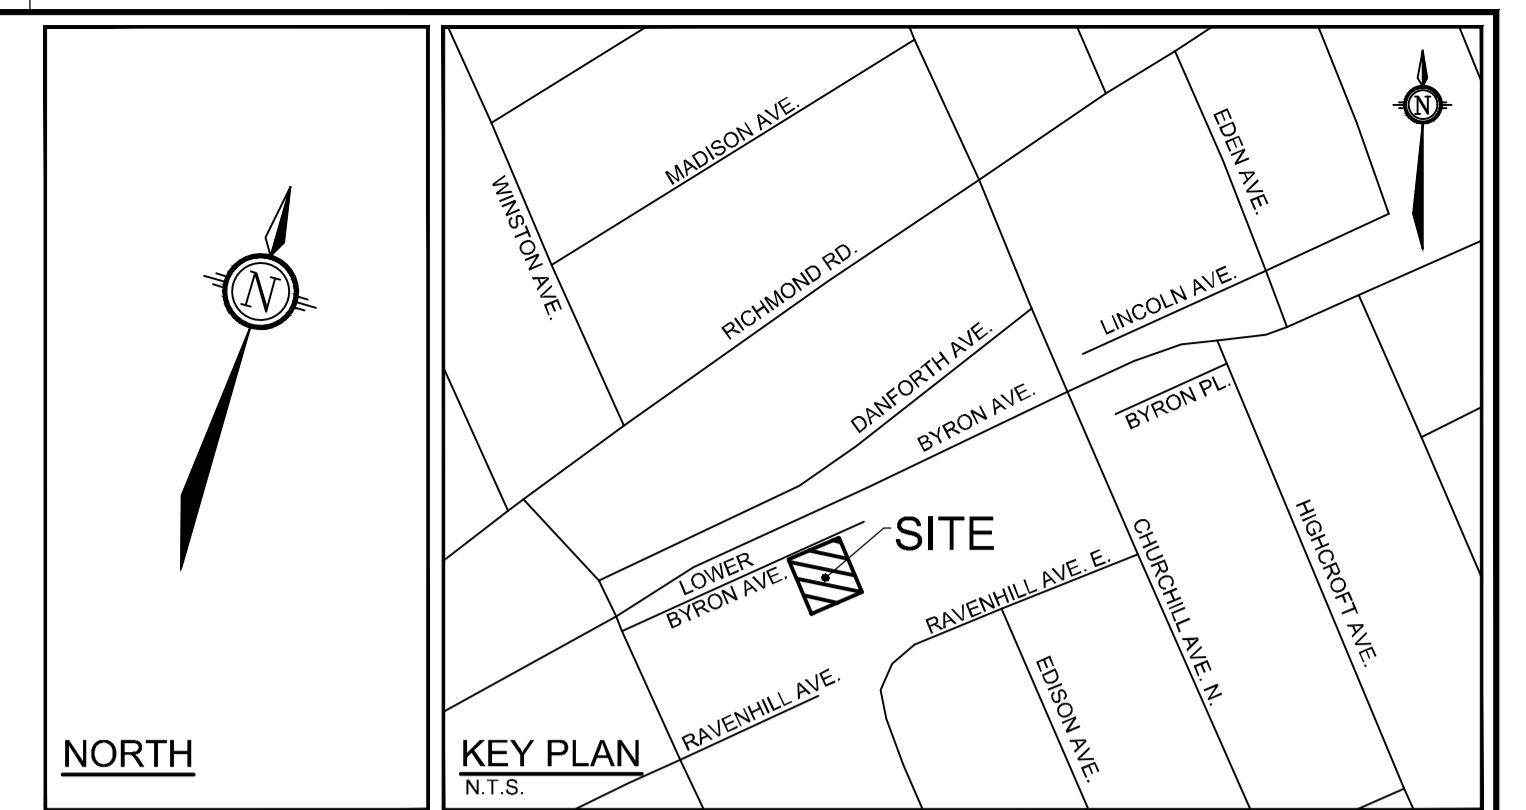 N
NORTH
MADISON AVE.
WINSTON AVE.
RICHMOND RD.
EDEN AVE.
N
LINCOLN AVE.
DANFORTH AVE.
BYRON AVE.
BYRON PL.
SITE
LOWER
BYRON AVE.
RAVENHILL AVE. E.
CHURCHILL AVE. N.
HIGHCROFT AVE.
RAVENHILL AVE.
EDISON AVE.
KEY PLAN
N.T.S.